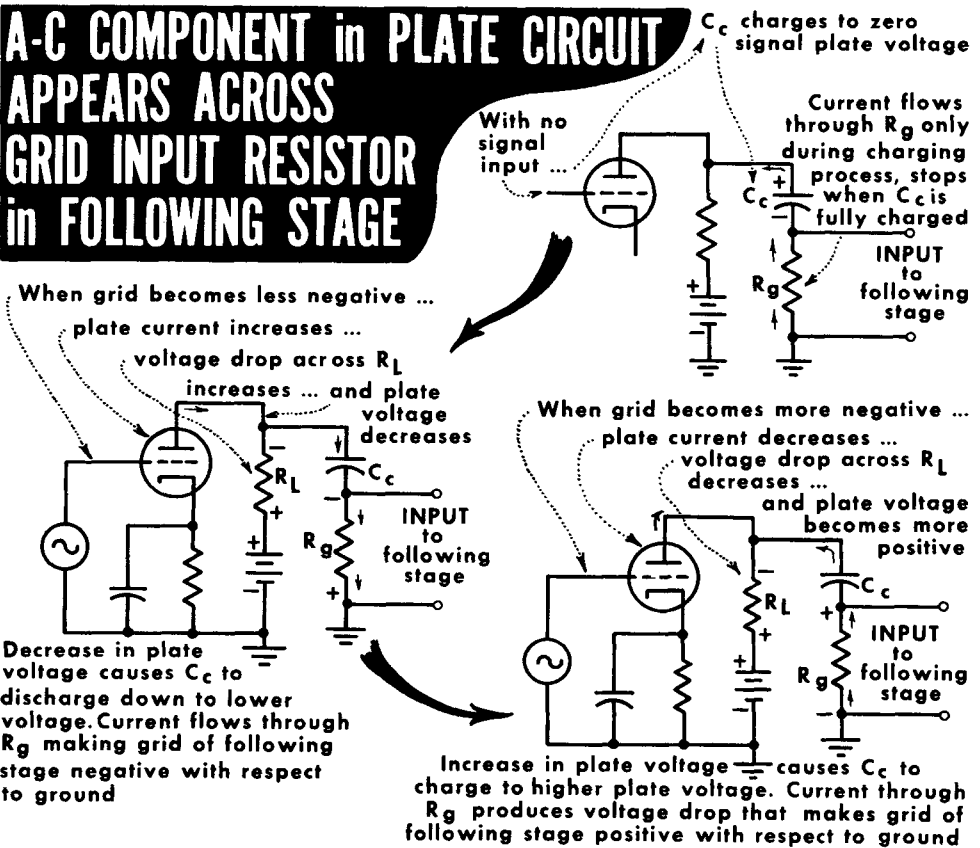 A-C COMPONENT in PLATE CIRCUIT
APPEARS ACROSS
GRID INPUT RESISTOR
in FOLLOWING STAGE
Cc charges to zero
signal plate voltage
With no
signal
input ...
Current flows
through Rg only
during charging
process, stops
when Cc is
fully charged
+
Cc
-
INPUT
to
following
stage
Rg
+
-
When grid becomes less negative ...
plate current increases ...
voltage drop across RL
increases ... and plate
voltage
decreases
-
RL
+
Cc
-
INPUT
to
following
stage
Rg
+
+
-
Decrease in plate
voltage causes Cc to
discharge down to lower
voltage. Current flows through
Rg making grid of following
stage negative with respect
to ground
When grid becomes more negative ...
plate current decreases ...
voltage drop across RL
decreases ...
and plate voltage
becomes more
positive
-
RL
+
Cc
+
INPUT
to
following
stage
Rg
-
+
-
Increase in plate voltage causes Cc to
charge to higher plate voltage. Current through
Rg produces voltage drop that makes grid of
following stage positive with respect to ground